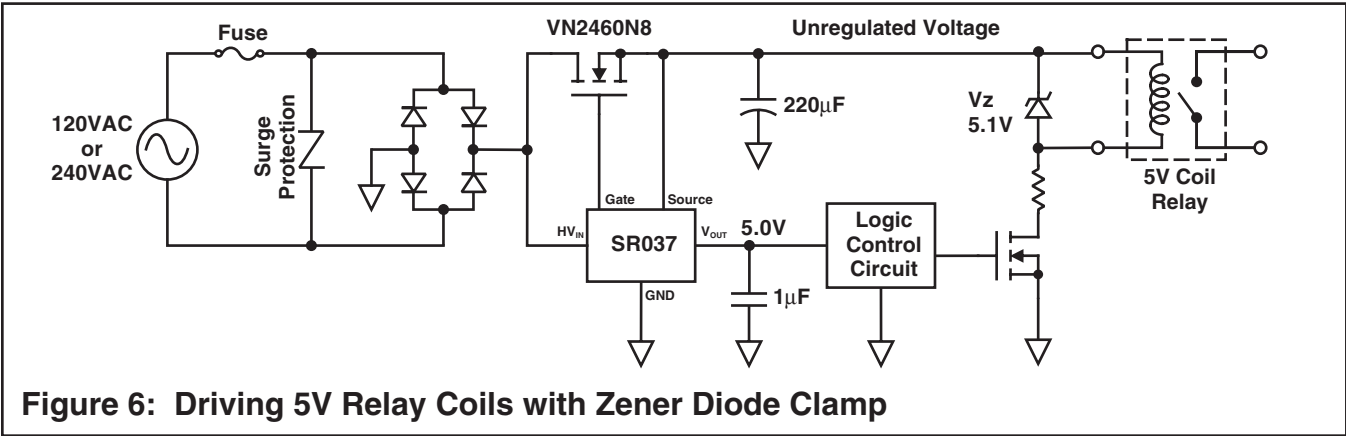 Fuse
VN2460N8
Unregulated Voltage
120VAC
or
240VAC
Surge
Protection
220µF
Vz
5.1V
5V Coil
Relay
Gate
Source
HVIN
SR037
VOUT
5.0V
GND
1µF
Logic
Control
Circuit
Figure 6: Driving 5V Relay Coils with Zener Diode Clamp